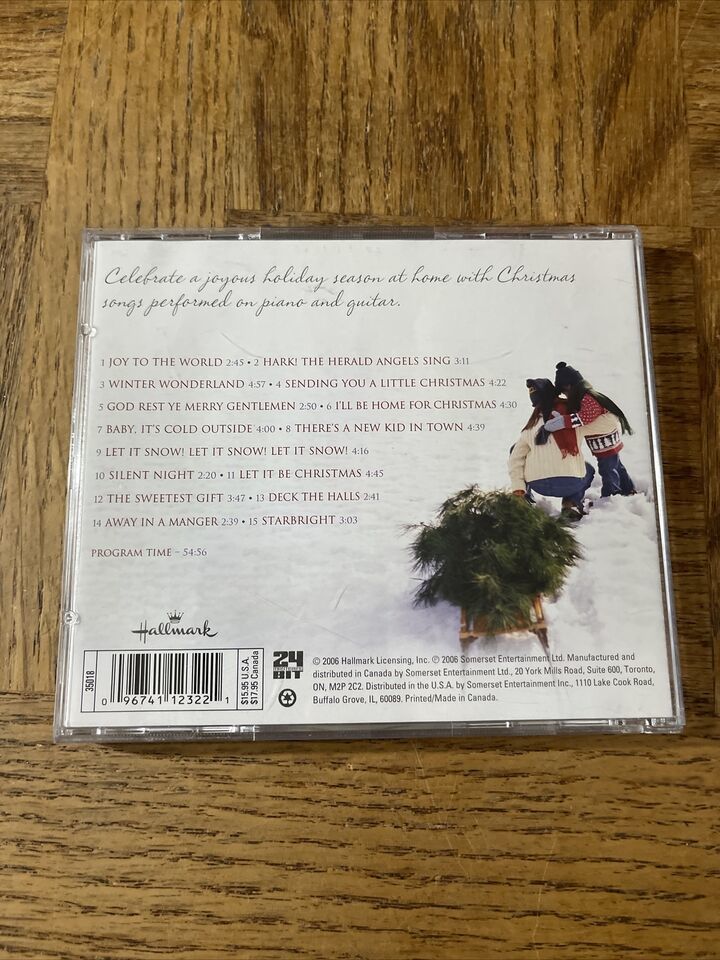 Celebrate a joyous holiday season at home with Christmas
songs performed on piano and guitar.
1 JOY TO THE WORLD 2:45 • 2 HARK! THE HERALD ANGELS SING 3:11
3 WINTER WONDERLAND 4:57 • 4 SENDING YOU A LITTLE CHRISTMAS 4:22
5 GOD REST YE MERRY GENTLEMEN 2:50 • 6 I'LL BE HOME FOR CHRISTMAS 4:30
7 BABY, IT'S COLD OUTSIDE 4:00 • 8 THERE'S A NEW KID IN TOWN 4:39
9 LET IT SNOW! LET IT SNOW! LET IT SNOW! 4:16
10 SILENT NIGHT 2:20 • 11 LET IT BE CHRISTMAS 4:45
12 THE SWEETEST GIFT 3:47 • 13 DECK THE HALLS 2:41
14 AWAY IN A MANGER 2:39 • 15 STARBRIGHT 3:03
PROGRAM TIME – 54:56
Hallmark
35018
0 96741 12322 1
$15.95 U.S.A.
$17.95 Canada
24
BIT
© 2006 Hallmark Licensing, Inc. ℗ 2006 Somerset Entertainment Ltd. Manufactured and
distributed in Canada by Somerset Entertainment Ltd., 20 York Mills Road, Suite 600, Toronto,
ON, M2P 2C2. Distributed in the U.S.A. by Somerset Entertainment Inc., 1110 Lake Cook Road,
Buffalo Grove, IL, 60089. Printed/Made in Canada.